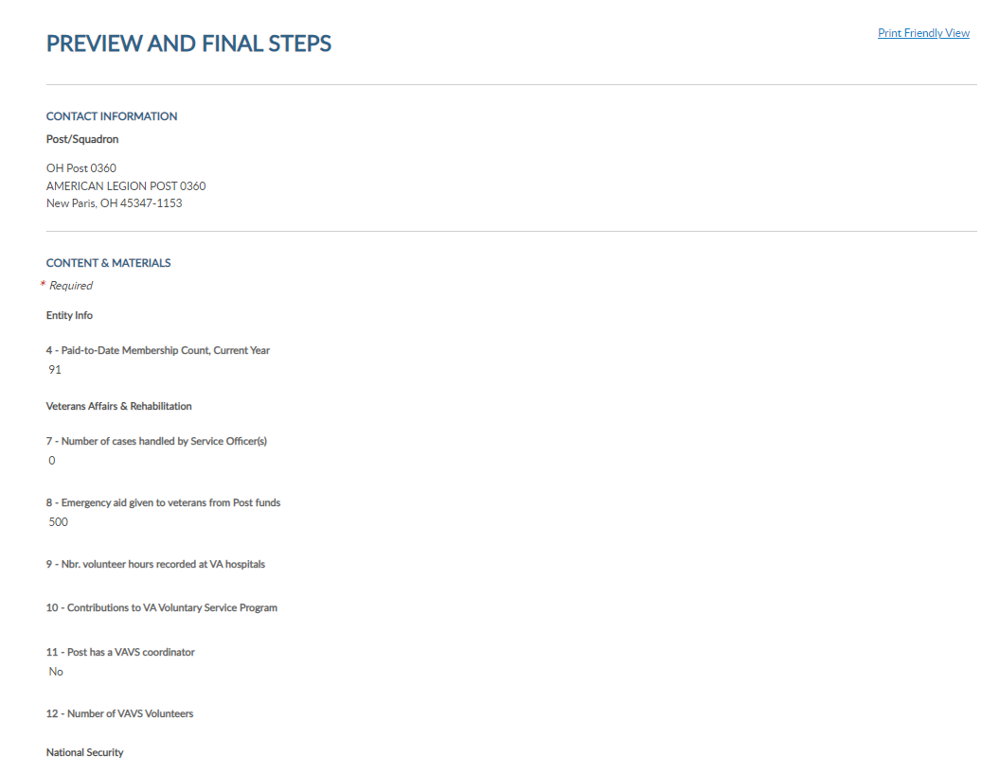 PREVIEW AND FINAL STEPS
Print Friendly View
CONTACT INFORMATION
Post/Squadron
OH Post 0360
AMERICAN LEGION POST 0360
New Paris, OH 45347-1153
CONTENT & MATERIALS
* Required
Entity Info
4 - Paid-to-Date Membership Count, Current Year
91
Veterans Affairs & Rehabilitation
7 - Number of cases handled by Service Officer(s)
0
8 - Emergency aid given to veterans from Post funds
500
9 - Nbr. volunteer hours recorded at VA hospitals
10 - Contributions to VA Voluntary Service Program
11 - Post has a VAVS coordinator
No
12 - Number of VAVS Volunteers
National Security